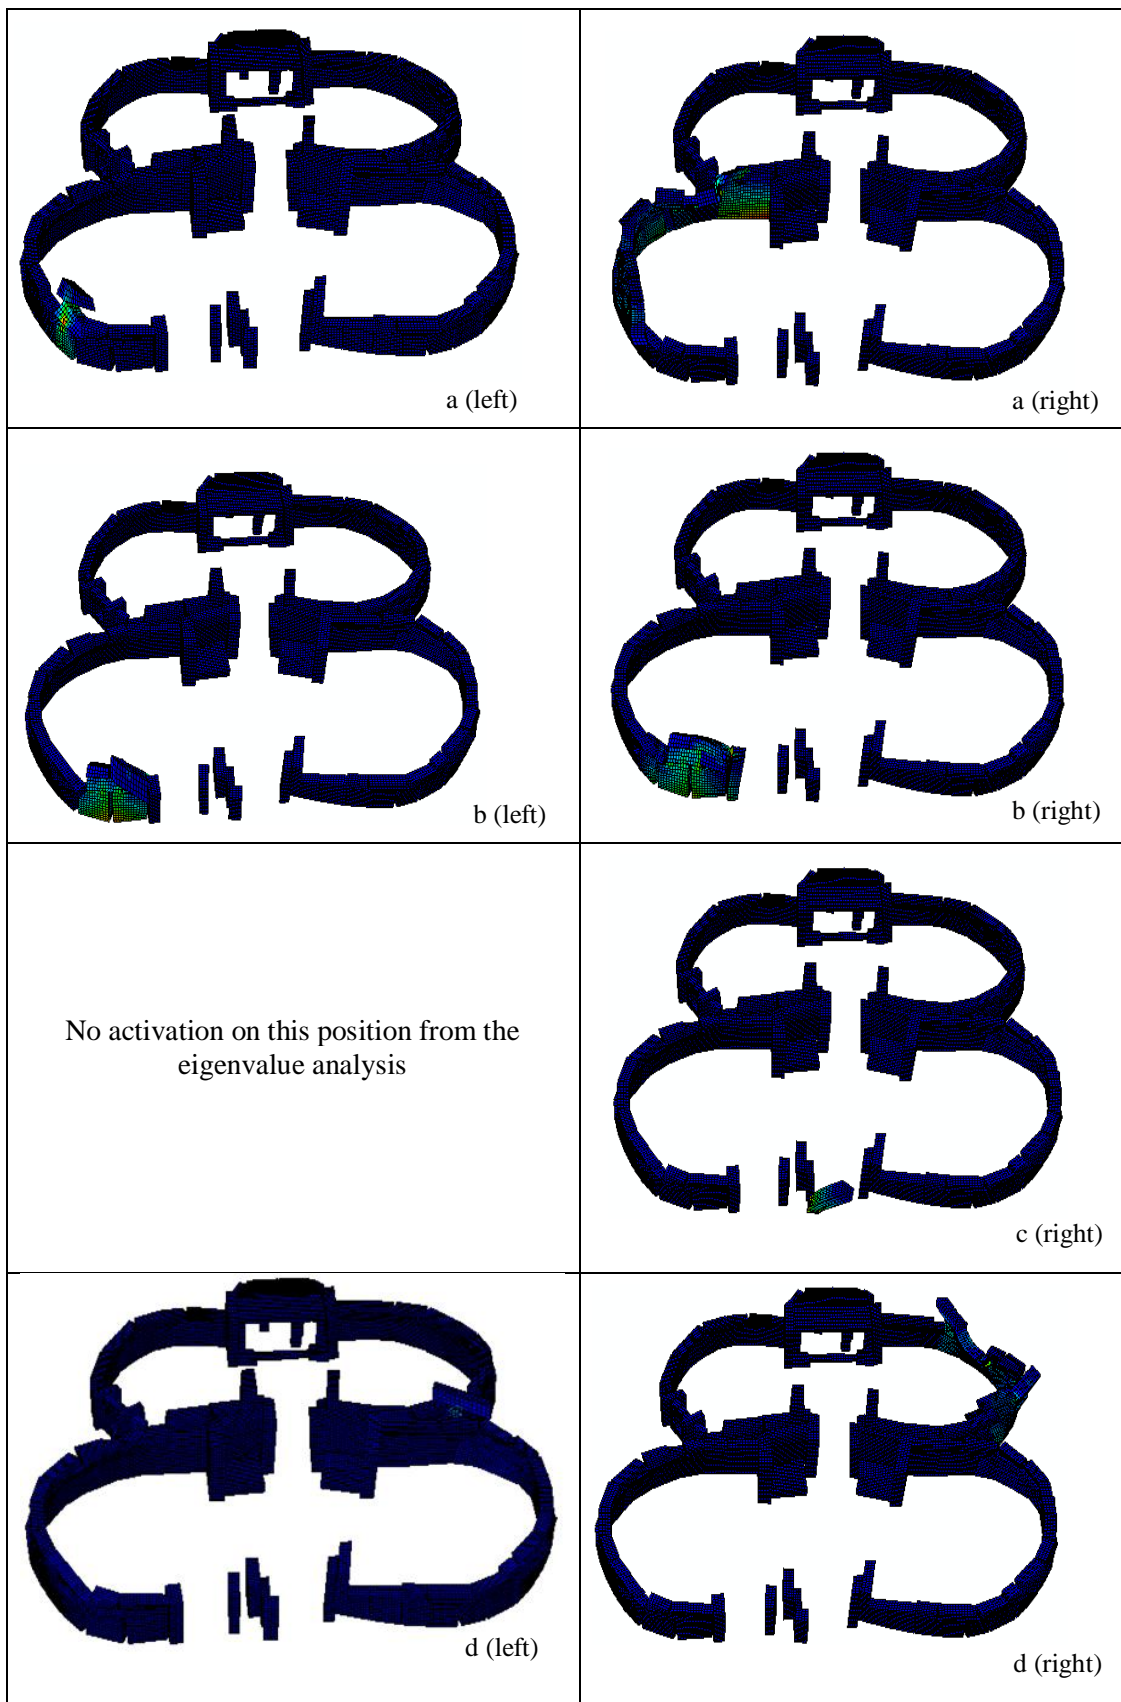 a (left)
a (right)
b (left)
b (right)
No activation on this position from the
eigenvalue analysis
c (right)
d (left)
d (right)